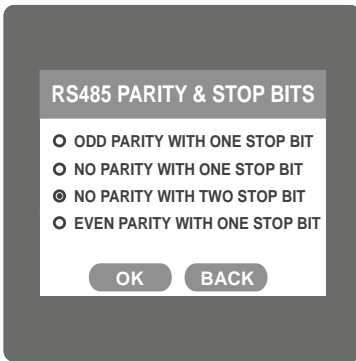 RS485 PARITY & STOP BITS
ODD PARITY WITH ONE STOP BIT
NO PARITY WITH ONE STOP BIT
NO PARITY WITH TWO STOP BIT
EVEN PARITY WITH ONE STOP BIT
OK BACK